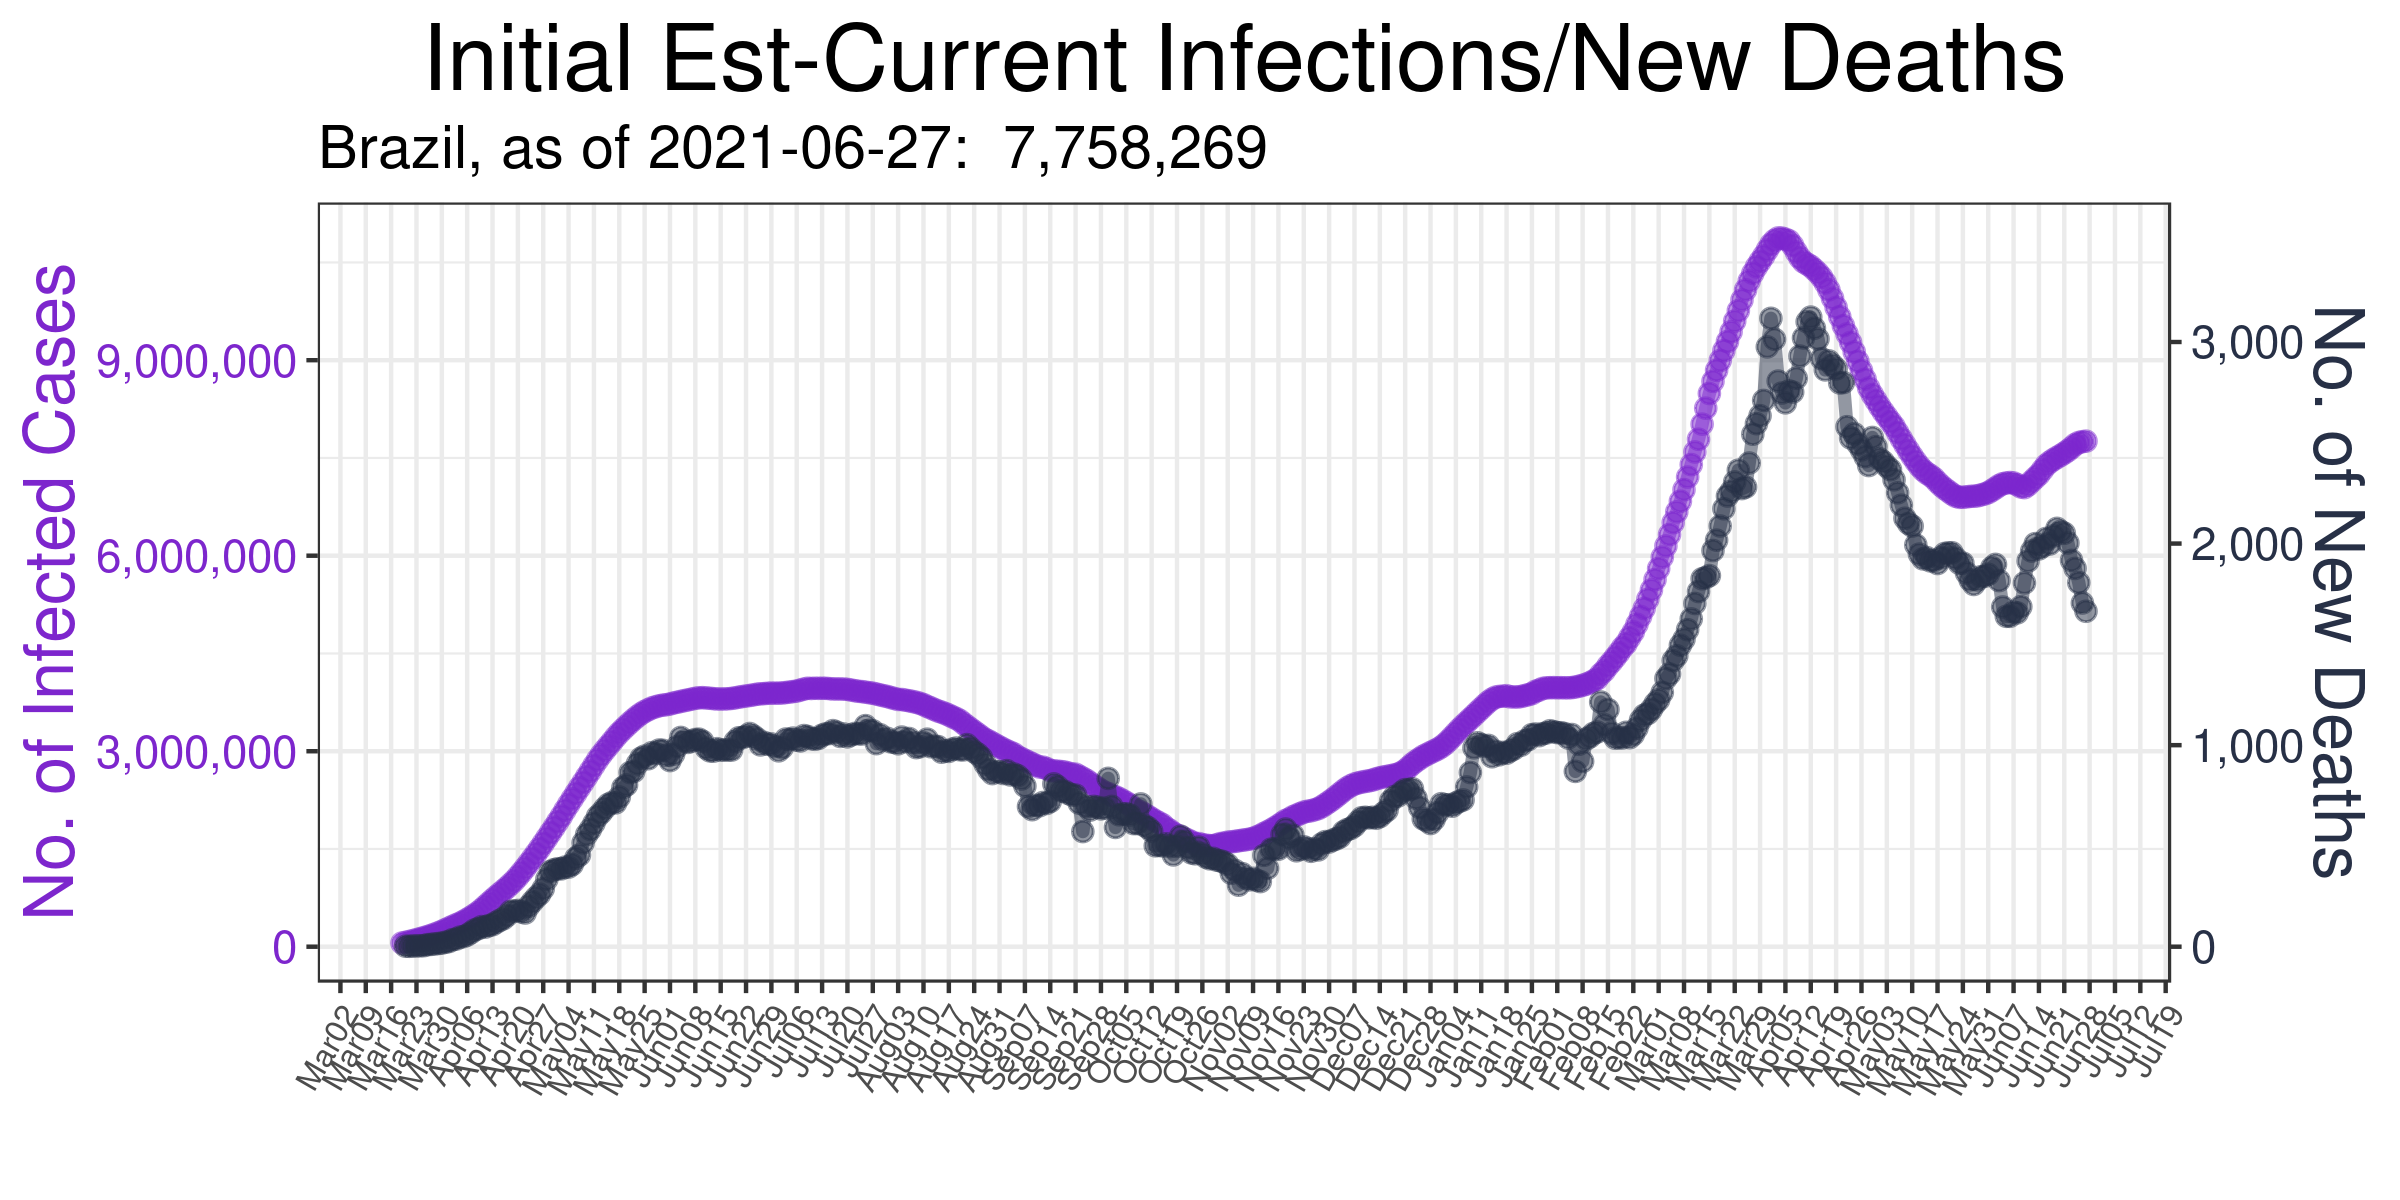 Initial Est-Current Infections/New Deaths
Brazil, as of 2021-06-27: 7,758,269
No. of Infected Cases
9,000,000
6,000,000
3,000,000
0
3,000
2,000
1,000
0
No. of New Deaths
Mar02
Mar09
Mar16
Mar23
Mar30
Apr06
Apr13
Apr20
Apr27
May04
May11
May18
May25
Jun01
Jun08
Jun15
Jun22
Jun29
Jul06
Jul13
Jul20
Jul27
Aug03
Aug10
Aug17
Aug24
Aug31
Sep07
Sep14
Sep21
Sep28
Oct05
Oct12
Oct19
Oct26
Nov02
Nov09
Nov16
Nov23
Nov30
Dec07
Dec14
Dec21
Dec28
Jan04
Jan11
Jan18
Jan25
Feb01
Feb08
Feb15
Feb22
Mar01
Mar08
Mar15
Mar22
Mar29
Apr05
Apr12
Apr19
Apr26
May03
May10
May17
May24
May31
Jun07
Jun14
Jun21
Jun28
Jul05
Jul12
Jul19